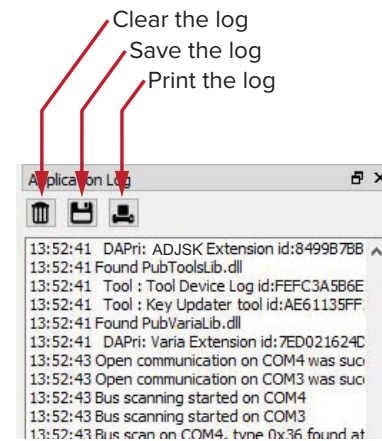 Clear the log
Save the log
Print the log
Application Log
13:52:41 DAPri: ADJSK Extension id:8499B7BB
13:52:41 Found PubToolsLib.dll
13:52:41 Tool : Tool Device Log id:FEFC3A5B6E
13:52:41 Tool : Key Updater tool id:AE61135FF
13:52:41 Found PubVariaLib.dll
13:52:41 DAPri: Varia Extension id:7ED021624D
13:52:43 Open communication on COM4 was suc
13:52:43 Open communication on COM3 was suc
13:52:43 Bus scanning started on COM4
13:52:43 Bus scanning started on COM3
13:52:43 Bus scan on COM4, type 0x36 found at